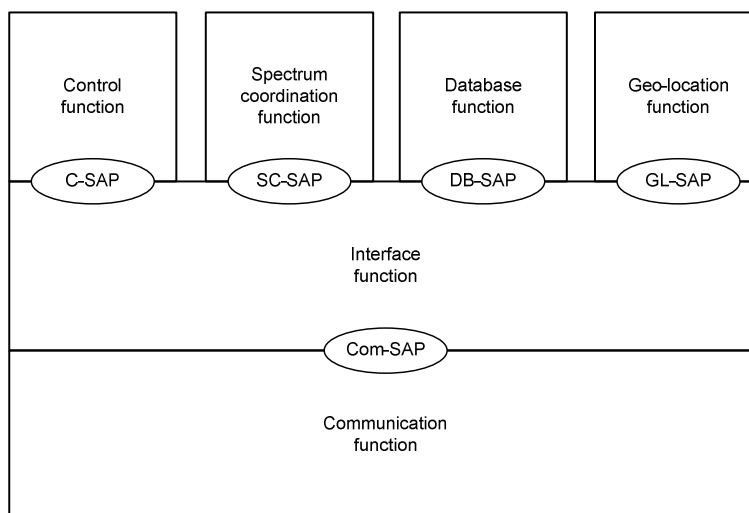 Control
function
Spectrum
coordination
function
Database
function
Geo-location
function
C-SAP
SC-SAP
DB-SAP
GL-SAP
Interface
function
Com-SAP
Communication
function